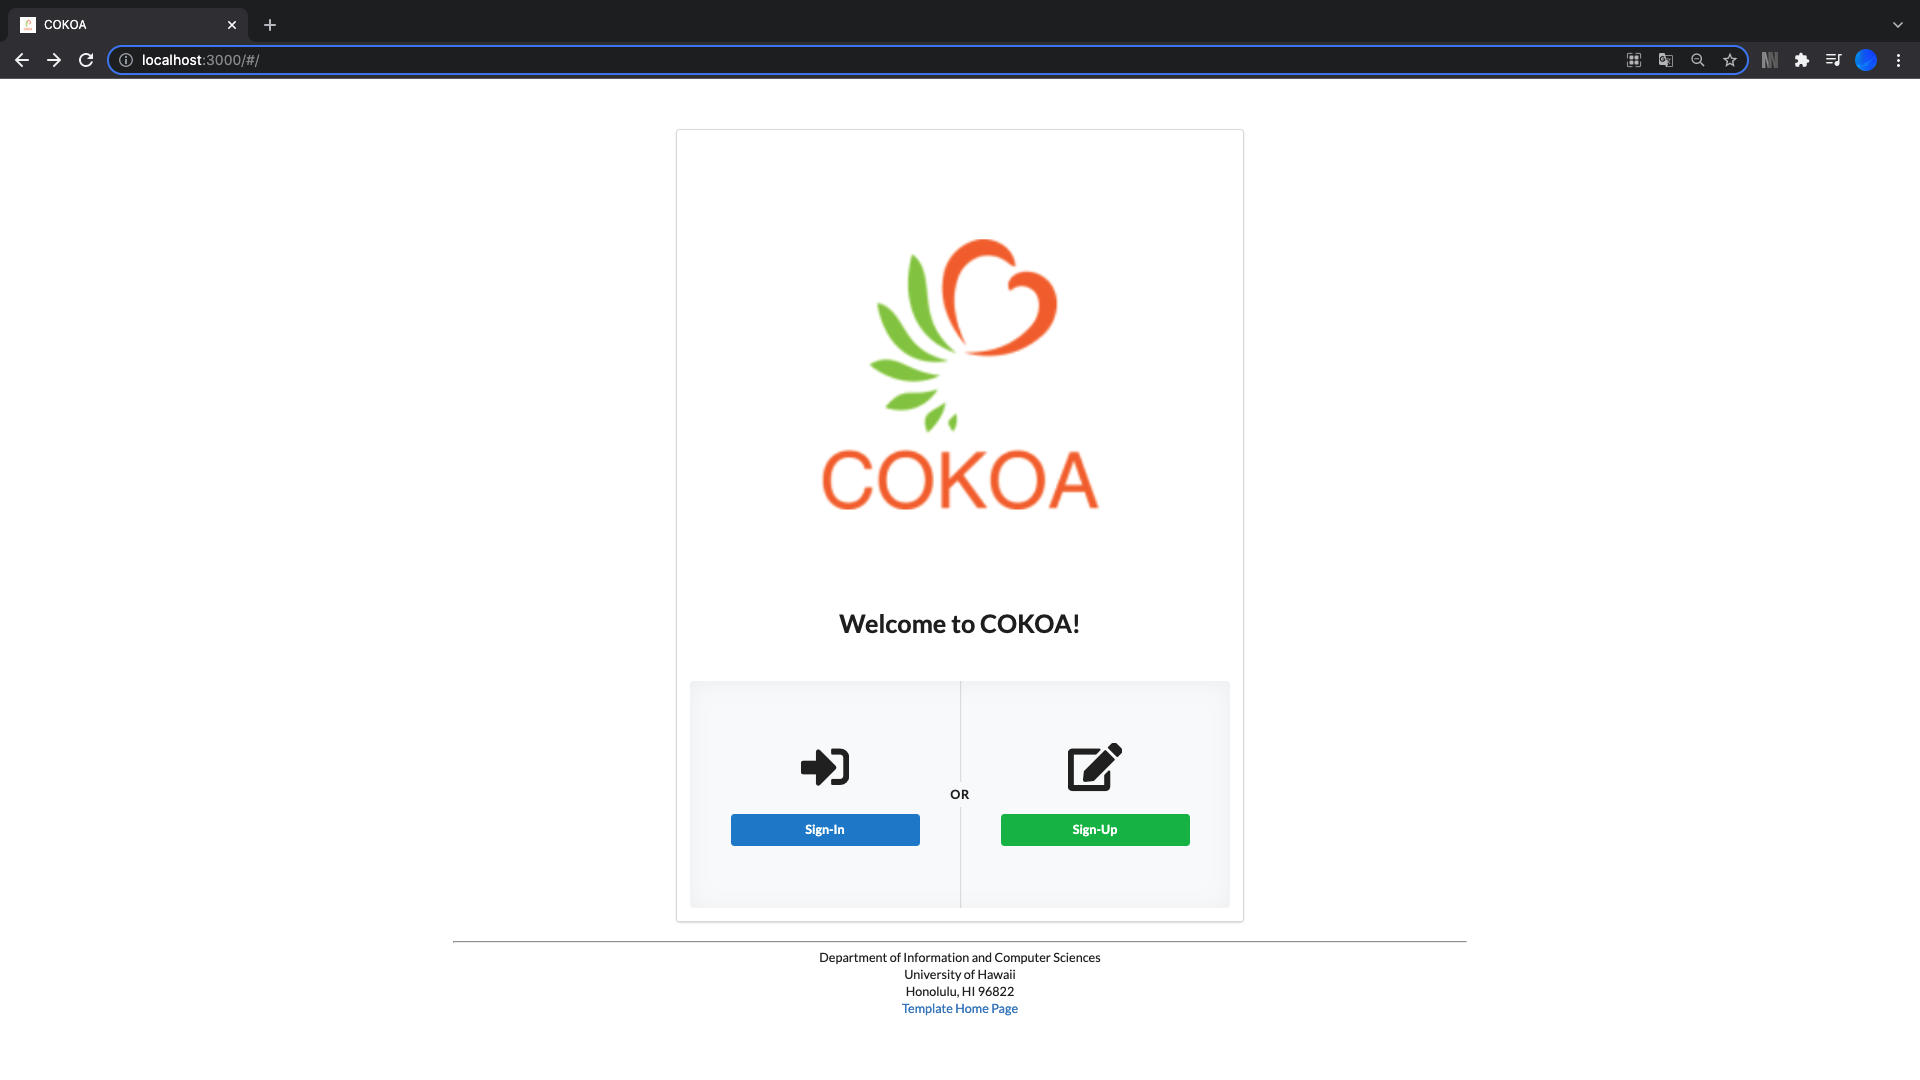 COKOA
localhost:3000/#/
COKOA
Welcome to COKOA!
OR
Sign-In
Sign-Up
Department of Information and Computer Sciences
University of Hawaii
Honolulu, HI 96822
Template Home Page